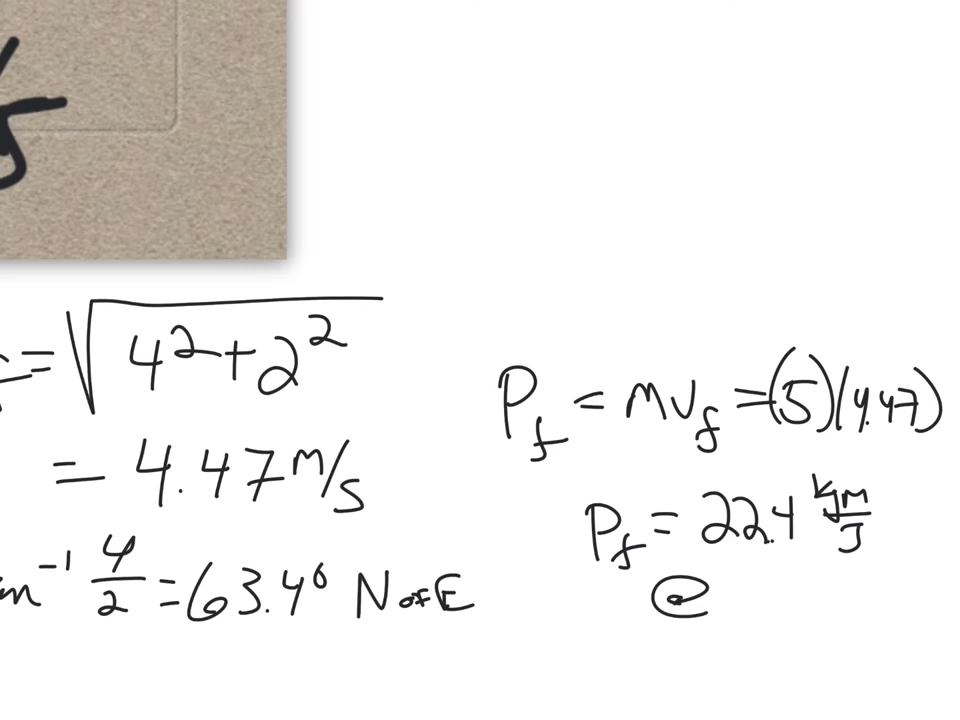 = √4² + 2²
= 4.47 m/s
⁻¹ 4/2 = 63.4° N of E
P_f = mv_f = (5)(4.47)
P_f = 22.4 kgm/s
@